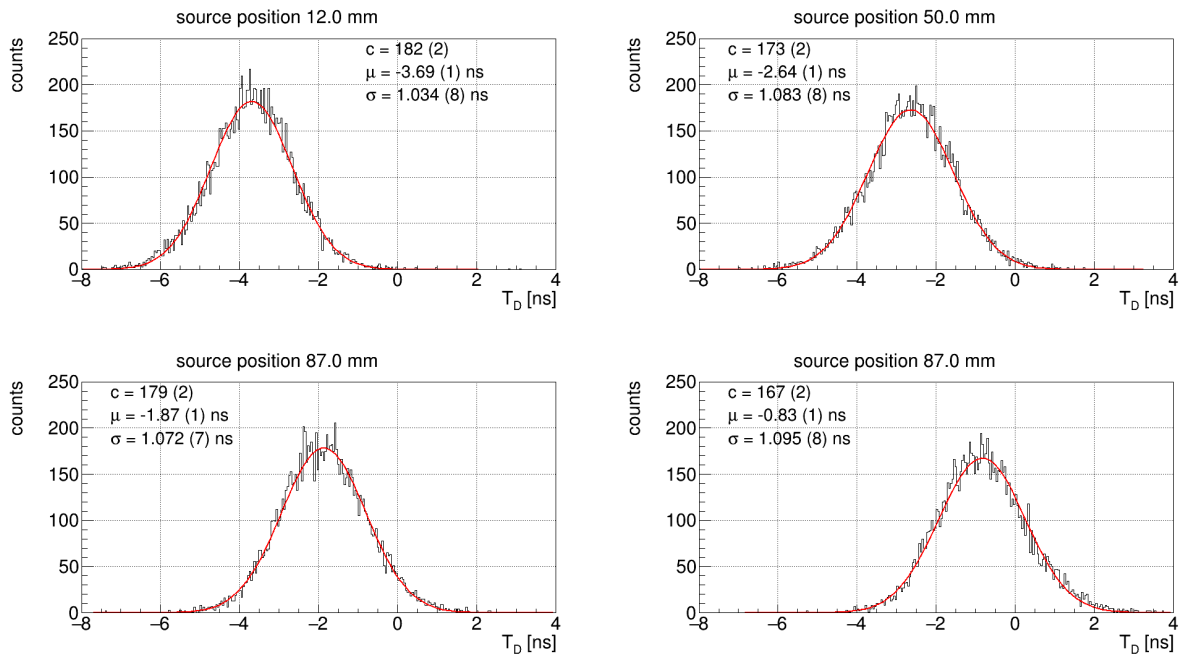 source position 12.0 mm
counts
250
200
150
100
50
0
c = 182 (2)
μ = -3.69 (1) ns
σ = 1.034 (8) ns
−8 −6 −4 −2 0 2 4
T_D [ns]
source position 50.0 mm
counts
250
200
150
100
50
0
c = 173 (2)
μ = -2.64 (1) ns
σ = 1.083 (8) ns
−8 −6 −4 −2 0 2 4
T_D [ns]
source position 87.0 mm
counts
250
200
150
100
50
0
c = 179 (2)
μ = -1.87 (1) ns
σ = 1.072 (7) ns
−8 −6 −4 −2 0 2 4
T_D [ns]
source position 87.0 mm
counts
250
200
150
100
50
0
c = 167 (2)
μ = -0.83 (1) ns
σ = 1.095 (8) ns
−8 −6 −4 −2 0 2 4
T_D [ns]